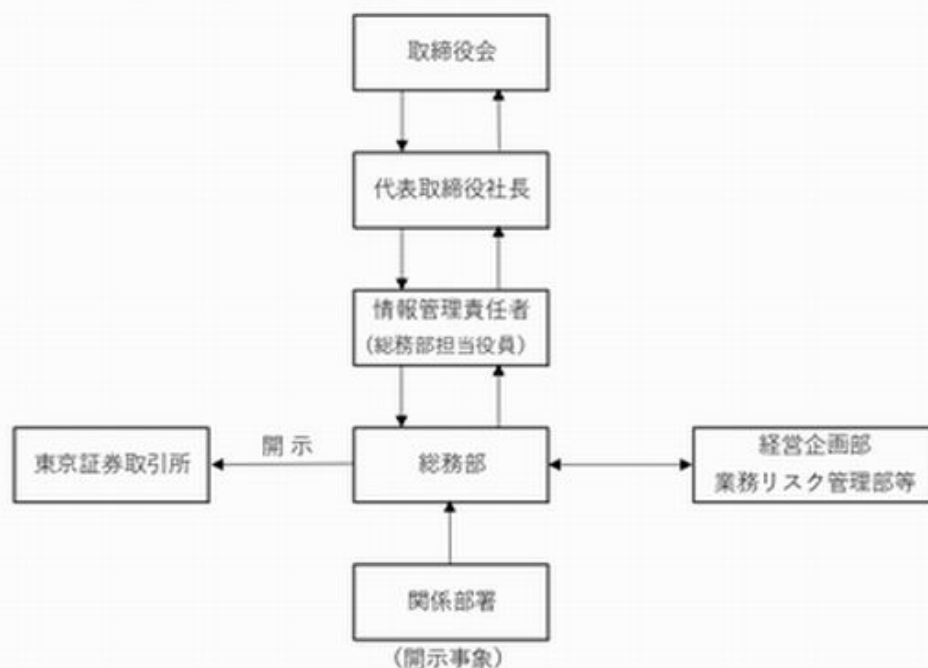 取締役会
代表取締役社長
情報管理責任者
(総務部担当役員)
東京証券取引所
開 示
総務部
経営企画部
業務リスク管理部等
関係部署
(開示事象)